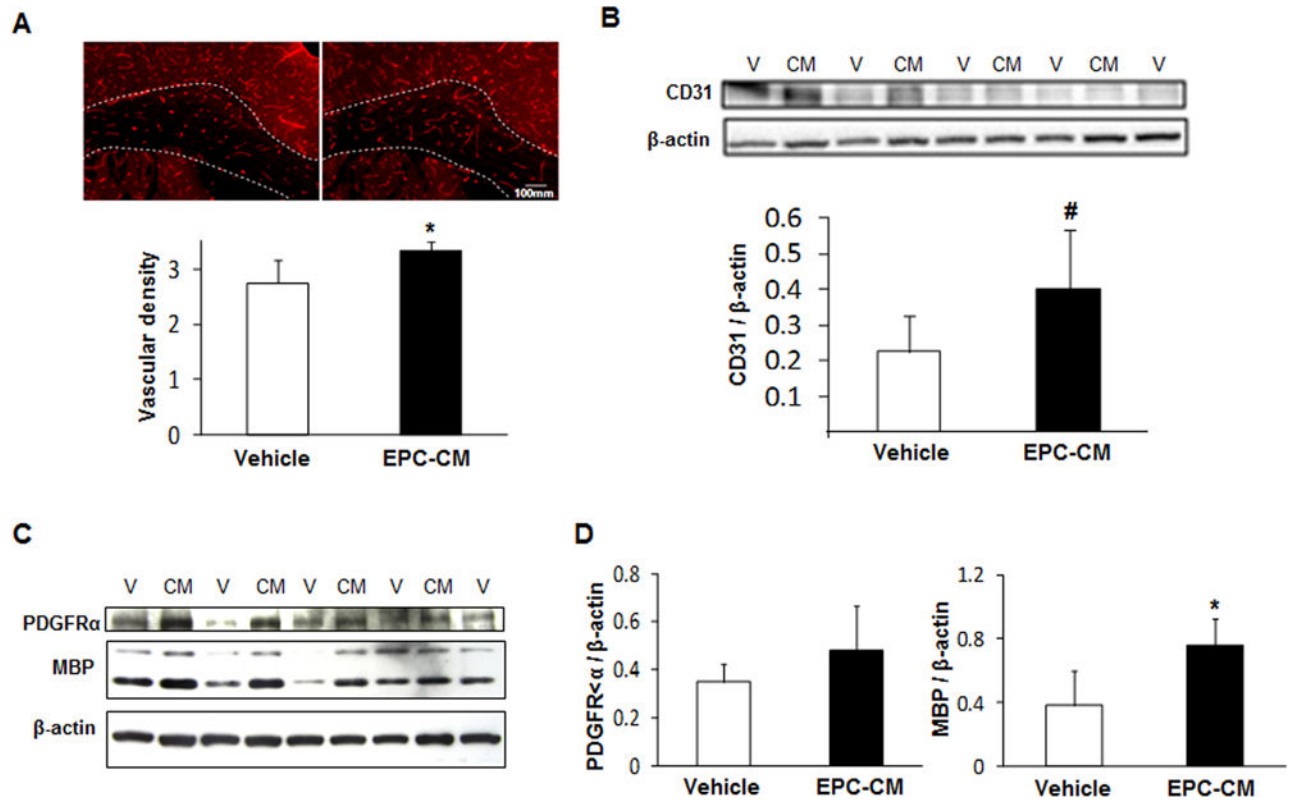 A
100mm
Vascular density
3
2
1
0
*
Vehicle EPC-CM
B
V CM V CM V CM V CM V
CD31
β-actin
CD31 / β-actin
0.6
0.5
0.4
0.3
0.2
0.1
#
Vehicle EPC-CM
C
V CM V CM V CM V CM V
PDGFRα
MBP
β-actin
D
PDGFR<α / β-actin
0.8
0.6
0.4
0.2
0
Vehicle EPC-CM
MBP / β-actin
1.2
0.8
0.4
0
*
Vehicle EPC-CM